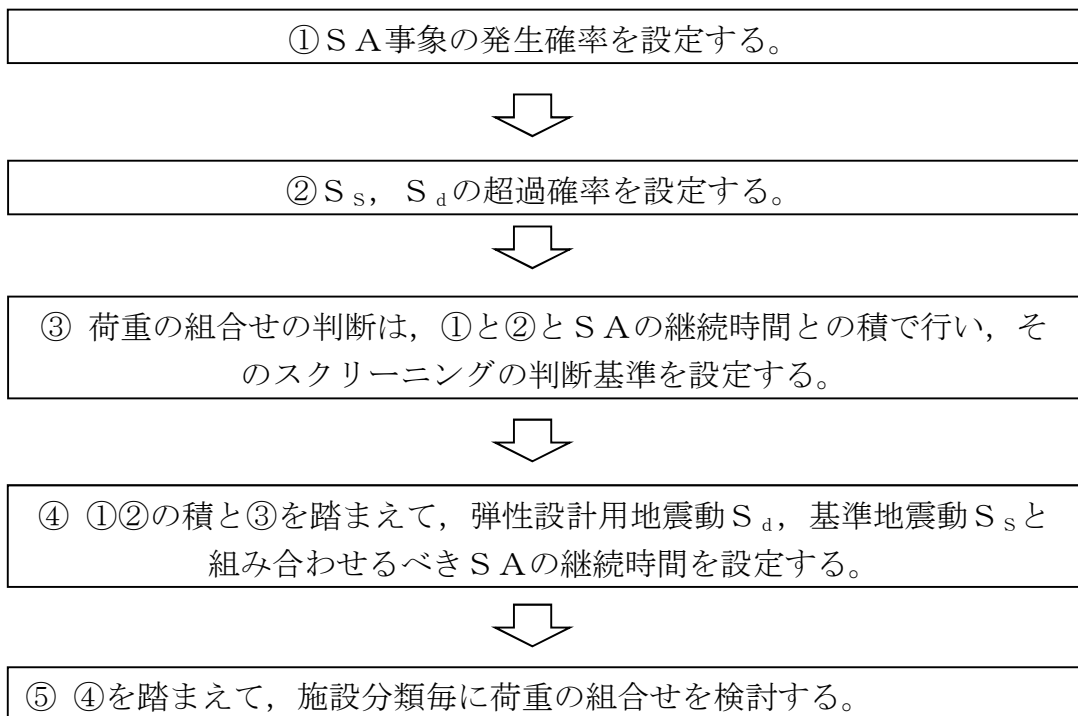 ①ＳＡ事象の発生確率を設定する。
②Ｓｓ，Ｓｄの超過確率を設定する。
③ 荷重の組合せの判断は，①と②とＳＡの継続時間との積で行い，そ
のスクリーニングの判断基準を設定する。
④ ①②の積と③を踏まえて，弾性設計用地震動Ｓｄ，基準地震動Ｓｓと
組み合わせるべきＳＡの継続時間を設定する。
⑤ ④を踏まえて，施設分類毎に荷重の組合せを検討する。